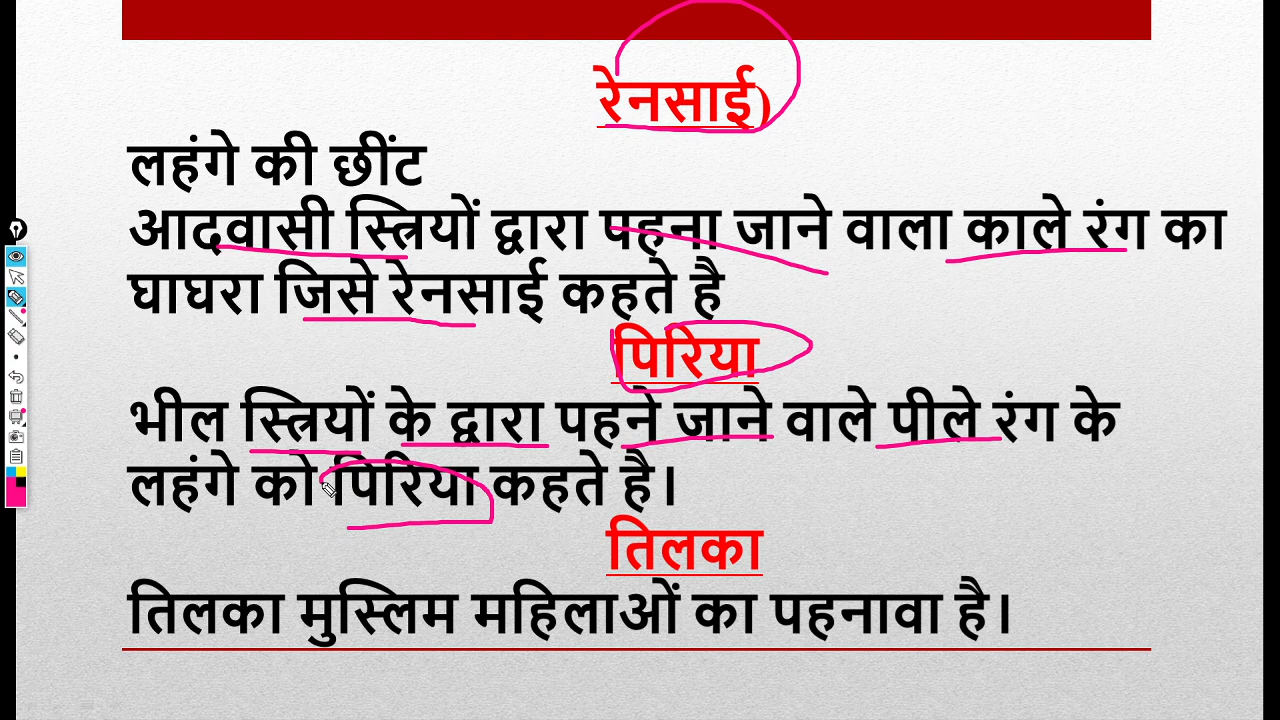 रेनसाई)
लहंगे की छींट
आदवासी स्त्रियों द्वारा पहना जाने वाला काले रंग का
घाघरा जिसे रेनसाई कहते है
पिरिया
भील स्त्रियों के द्वारा पहने जाने वाले पीले रंग के
लहंगे को पिरिया कहते है।
तिलका
तिलका मुस्लिम महिलाओं का पहनावा है।